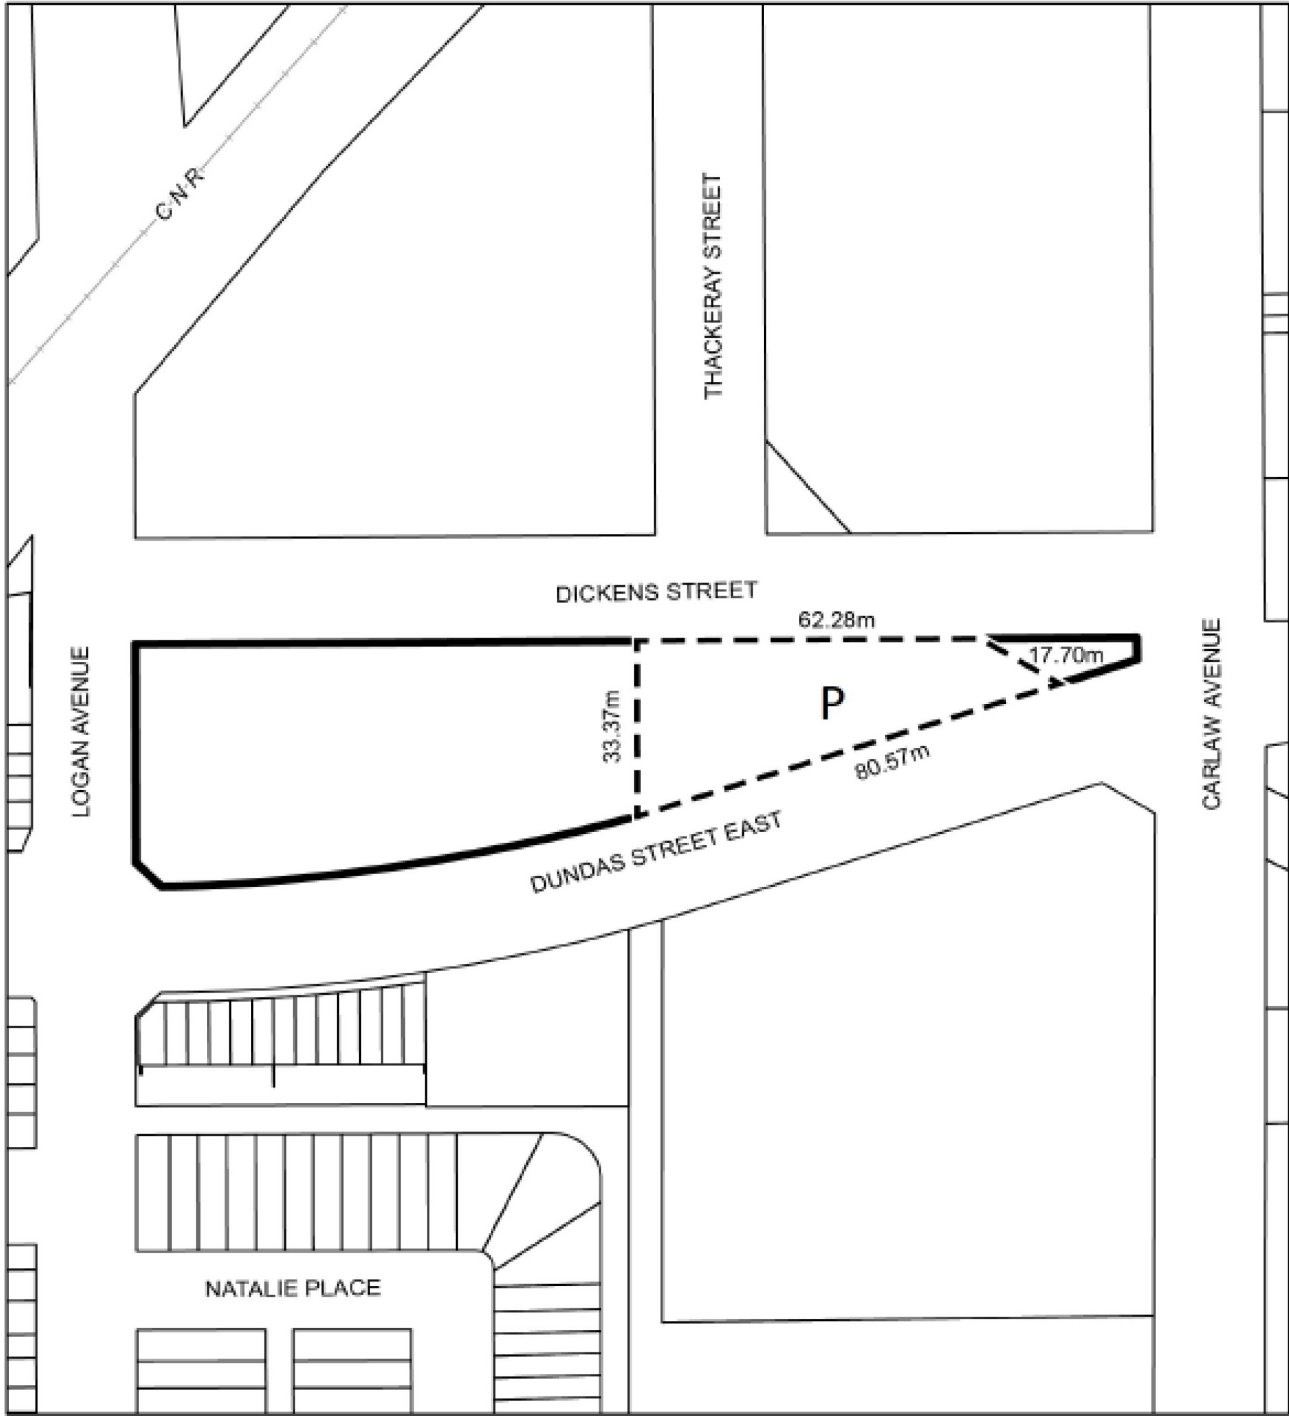 C·N·R
THACKERAY STREET
DICKENS STREET
62.28m
17.70m
LOGAN AVENUE
33.37m
P
80.57m
CARLAW AVENUE
DUNDAS STREET EAST
NATALIE PLACE